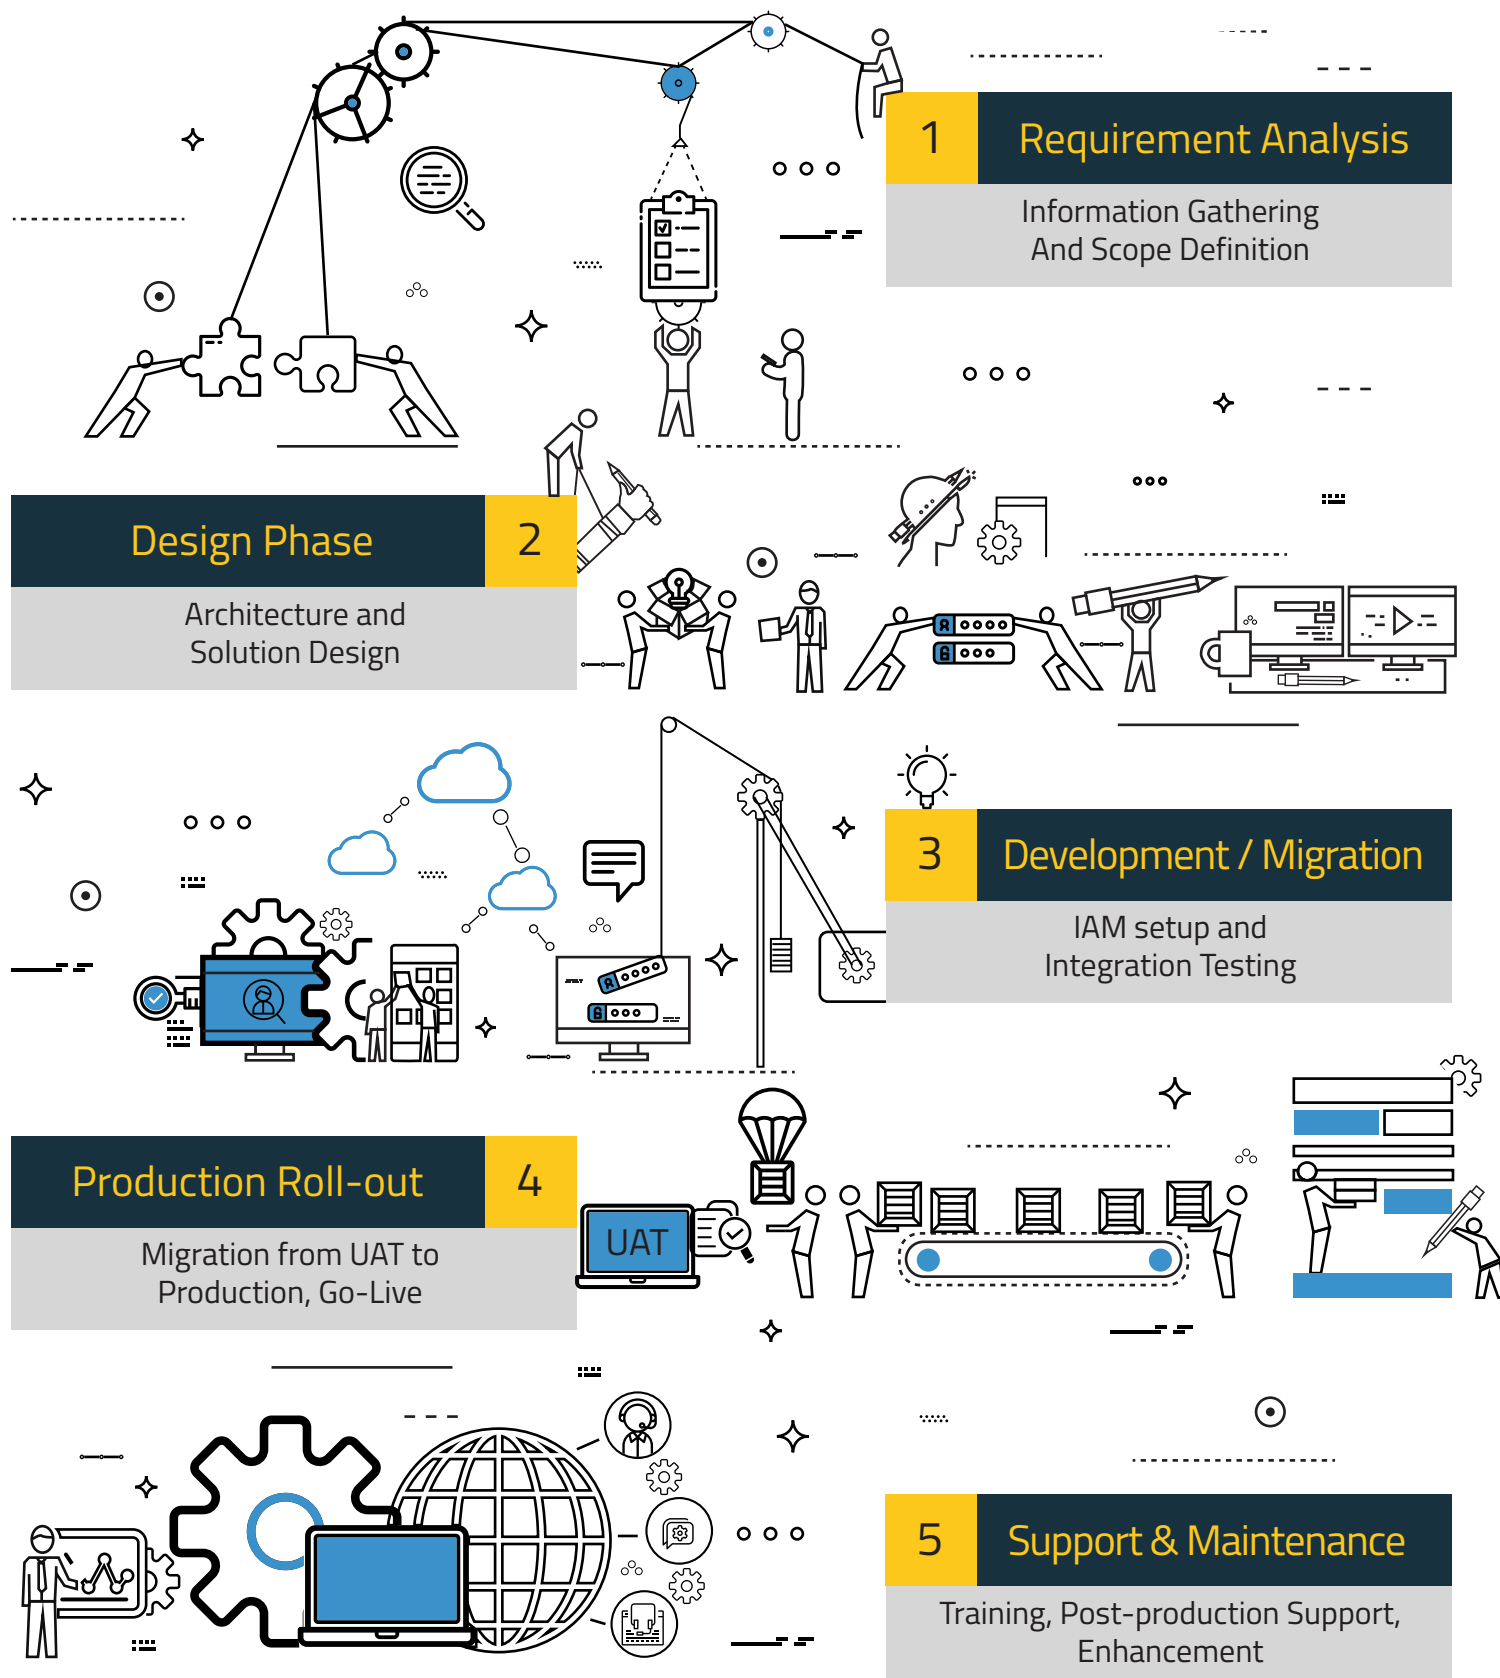 1
Requirement Analysis
Information Gathering
And Scope Definition
Design Phase
2
Architecture and
Solution Design
3
Development / Migration
IAM setup and
Integration Testing
Production Roll-out
4
Migration from UAT to
Production, Go-Live
UAT
5
Support & Maintenance
Training, Post-production Support,
Enhancement